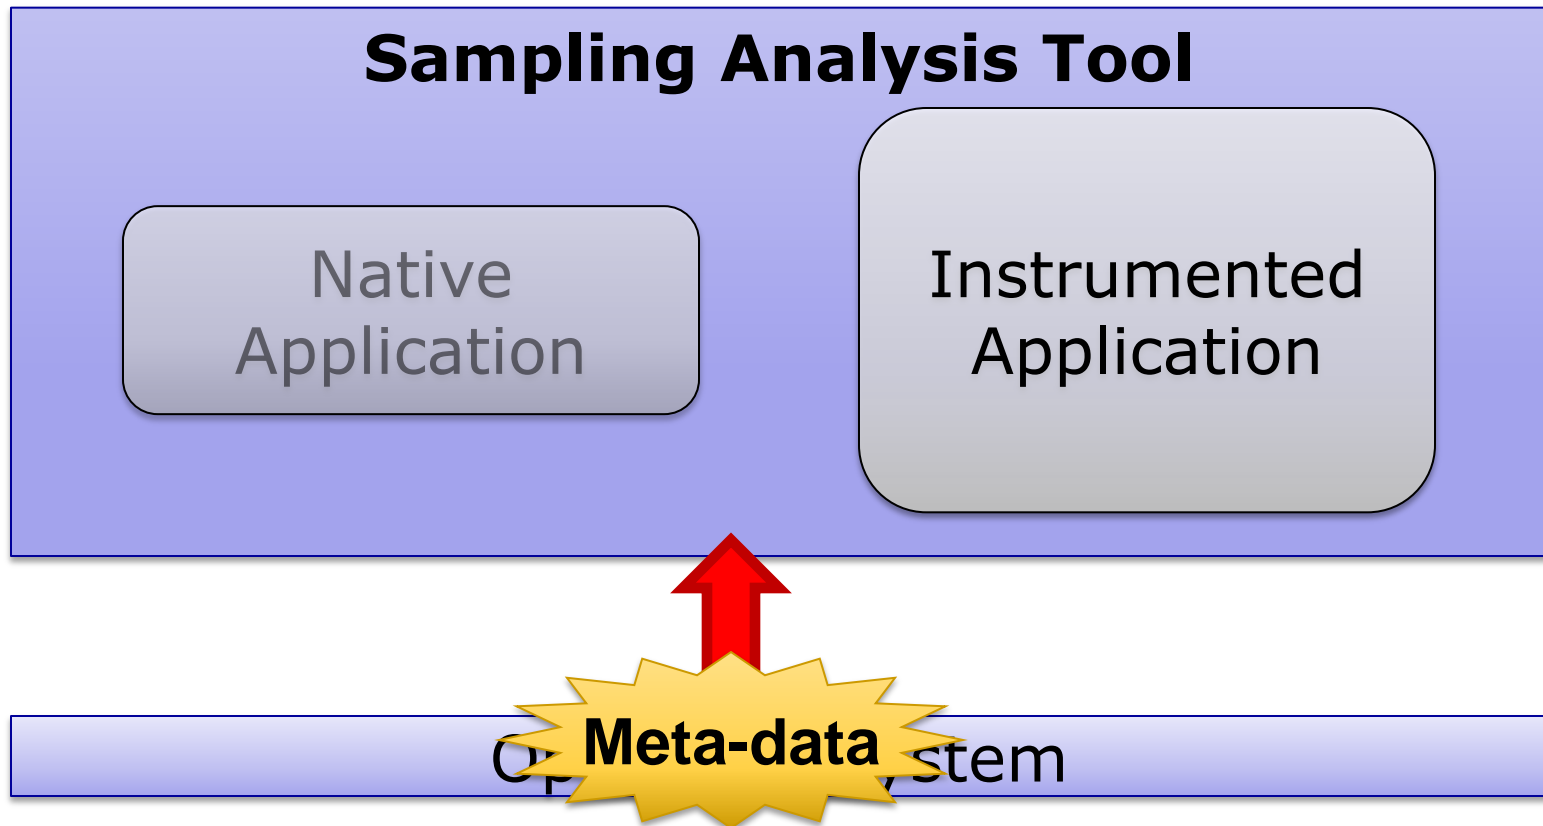 Sampling Analysis Tool
Native
Application
Instrumented
Application
Meta-data